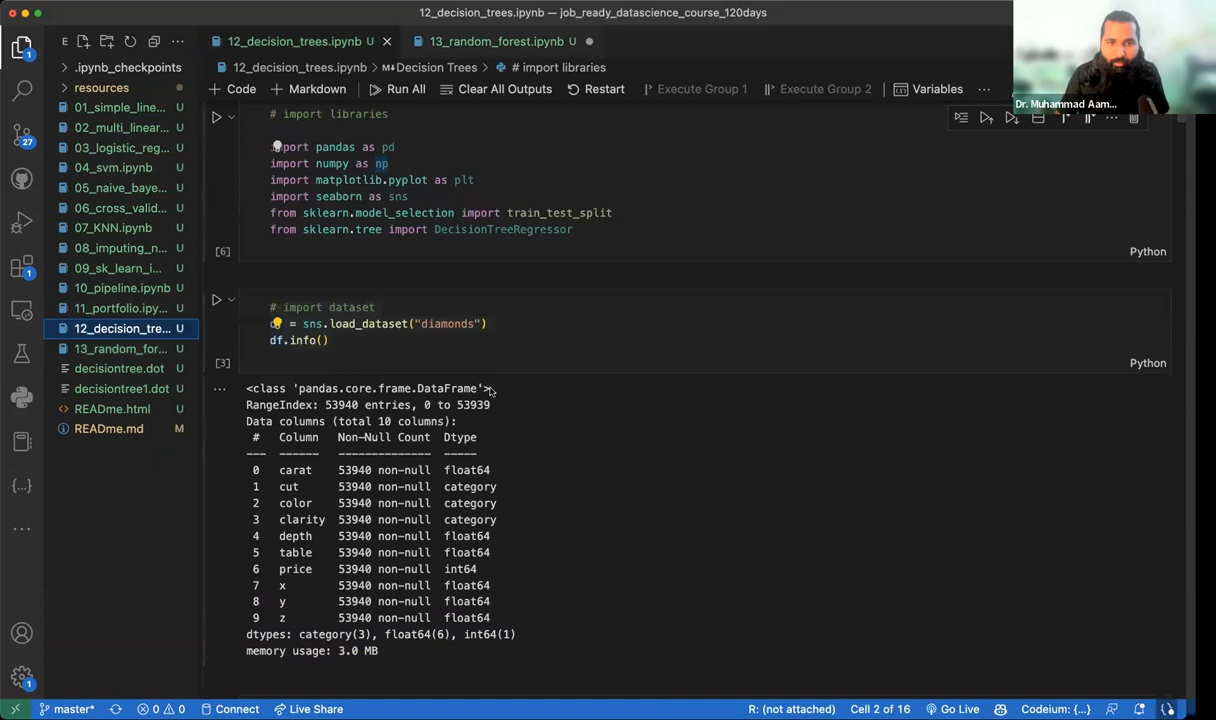 12_decision_trees.ipynb — job_ready_datascience_course_120days
E
12_decision_trees.ipynb U
13_random_forest.ipynb U
12_decision_trees.ipynb > M↓Decision Trees > # import libraries
+ Code + Markdown Run All Clear All Outputs Restart Execute Group 1 Execute Group 2 Variables ...
Dr. Muhammad Aam...
.ipynb_checkpoints
resources
01_simple_line... U
02_multi_linear... U
03_logistic_reg... U
04_svm.ipynb U
05_naive_baye... U
06_cross_valid... U
07_KNN.ipynb U
08_imputing_n... U
09_sk_learn_i... U
10_pipeline.ipynb U
11_portfolio.ipy... U
12_decision_tre... U
13_random_for... U
decisiontree.dot U
decisiontree1.dot U
READme.html U
READme.md M
27
1
1
1
# import libraries
import pandas as pd
import numpy as np
import matplotlib.pyplot as plt
import seaborn as sns
from sklearn.model_selection import train_test_split
from sklearn.tree import DecisionTreeRegressor
[6] Python
# import dataset
= sns.load_dataset("diamonds")
df.info()
[3] Python
... <class 'pandas.core.frame.DataFrame'>
RangeIndex: 53940 entries, 0 to 53939
Data columns (total 10 columns):
# Column Non-Null Count Dtype
--- ------ -------------- -----
0 carat 53940 non-null float64
1 cut 53940 non-null category
2 color 53940 non-null category
3 clarity 53940 non-null category
4 depth 53940 non-null float64
5 table 53940 non-null float64
6 price 53940 non-null int64
7 x 53940 non-null float64
8 y 53940 non-null float64
9 z 53940 non-null float64
dtypes: category(3), float64(6), int64(1)
memory usage: 3.0 MB
master* 0 0 Connect Live Share R: (not attached) Cell 2 of 16 Go Live Codeium: {...}